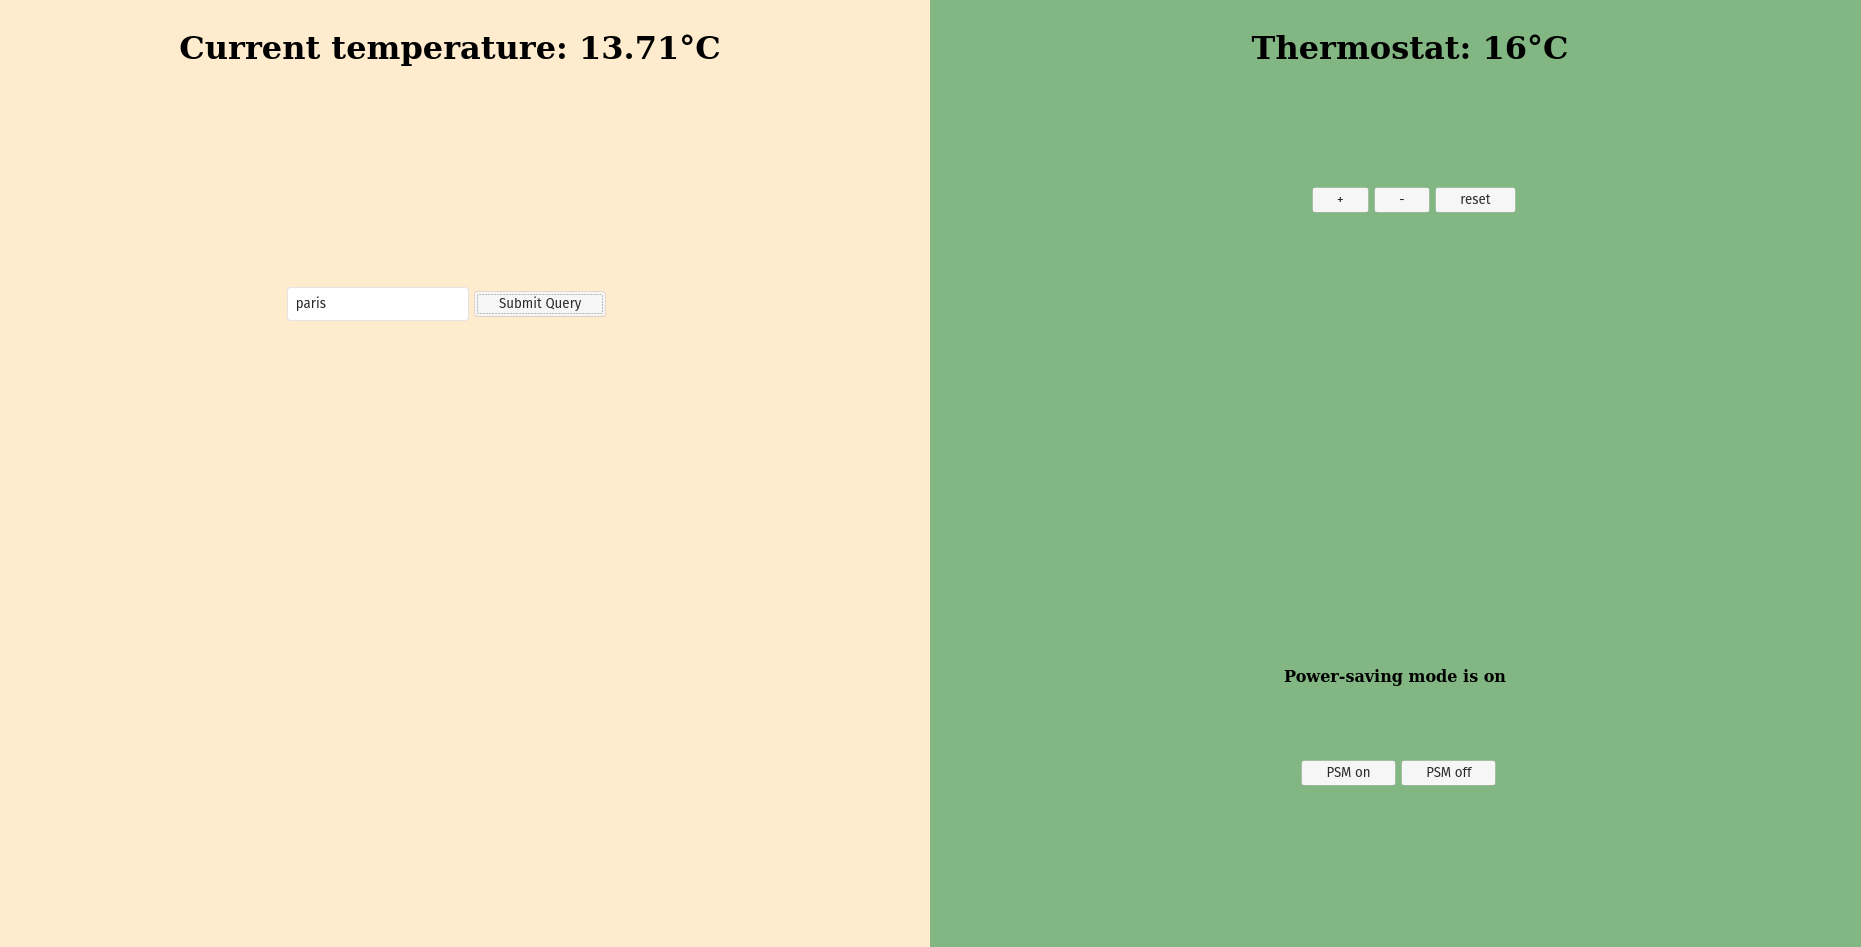 Current temperature: 13.71°C
paris
Submit Query
Thermostat: 16°C
+ - reset
Power-saving mode is on
PSM on PSM off